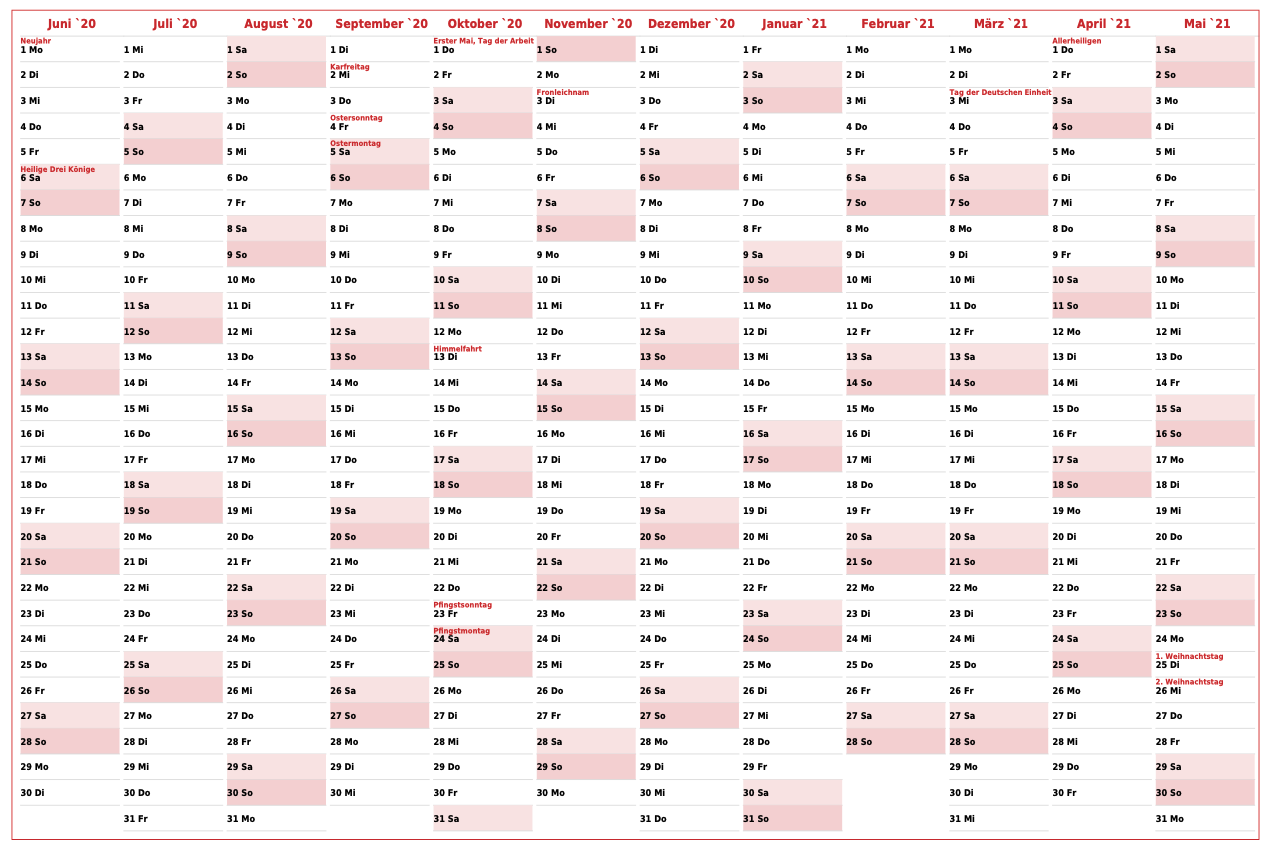 Juni `20 Juli `20 August `20 September `20 Oktober `20 November `20 Dezember `20 Januar `21 Februar `21 März `21 April `21 Mai `21
Neujahr Erster Mai, Tag der Arbeit Allerheiligen
1 Mo 1 Mi 1 Sa 1 Di 1 Do 1 So 1 Di 1 Fr 1 Mo 1 Mo 1 Do 1 Sa
Karfreitag
2 Di 2 Do 2 So 2 Mi 2 Fr 2 Mo 2 Mi 2 Sa 2 Di 2 Di 2 Fr 2 So
Fronleichnam Tag der Deutschen Einheit
3 Mi 3 Fr 3 Mo 3 Do 3 Sa 3 Di 3 Do 3 So 3 Mi 3 Mi 3 Sa 3 Mo
Ostersonntag
4 Do 4 Sa 4 Di 4 Fr 4 So 4 Mi 4 Fr 4 Mo 4 Do 4 Do 4 So 4 Di
Ostermontag
5 Fr 5 So 5 Mi 5 Sa 5 Mo 5 Do 5 Sa 5 Di 5 Fr 5 Fr 5 Mo 5 Mi
Heilige Drei Könige
6 Sa 6 Mo 6 Do 6 So 6 Di 6 Fr 6 So 6 Mi 6 Sa 6 Sa 6 Di 6 Do
7 So 7 Di 7 Fr 7 Mo 7 Mi 7 Sa 7 Mo 7 Do 7 So 7 So 7 Mi 7 Fr
8 Mo 8 Mi 8 Sa 8 Di 8 Do 8 So 8 Di 8 Fr 8 Mo 8 Mo 8 Do 8 Sa
9 Di 9 Do 9 So 9 Mi 9 Fr 9 Mo 9 Mi 9 Sa 9 Di 9 Di 9 Fr 9 So
10 Mi 10 Fr 10 Mo 10 Do 10 Sa 10 Di 10 Do 10 So 10 Mi 10 Mi 10 Sa 10 Mo
11 Do 11 Sa 11 Di 11 Fr 11 So 11 Mi 11 Fr 11 Mo 11 Do 11 Do 11 So 11 Di
12 Fr 12 So 12 Mi 12 Sa 12 Mo 12 Do 12 Sa 12 Di 12 Fr 12 Fr 12 Mo 12 Mi
Himmelfahrt
13 Sa 13 Mo 13 Do 13 So 13 Di 13 Fr 13 So 13 Mi 13 Sa 13 Sa 13 Di 13 Do
14 So 14 Di 14 Fr 14 Mo 14 Mi 14 Sa 14 Mo 14 Do 14 So 14 So 14 Mi 14 Fr
15 Mo 15 Mi 15 Sa 15 Di 15 Do 15 So 15 Di 15 Fr 15 Mo 15 Mo 15 Do 15 Sa
16 Di 16 Do 16 So 16 Mi 16 Fr 16 Mo 16 Mi 16 Sa 16 Di 16 Di 16 Fr 16 So
17 Mi 17 Fr 17 Mo 17 Do 17 Sa 17 Di 17 Do 17 So 17 Mi 17 Mi 17 Sa 17 Mo
18 Do 18 Sa 18 Di 18 Fr 18 So 18 Mi 18 Fr 18 Mo 18 Do 18 Do 18 So 18 Di
19 Fr 19 So 19 Mi 19 Sa 19 Mo 19 Do 19 Sa 19 Di 19 Fr 19 Fr 19 Mo 19 Mi
20 Sa 20 Mo 20 Do 20 So 20 Di 20 Fr 20 So 20 Mi 20 Sa 20 Sa 20 Di 20 Do
21 So 21 Di 21 Fr 21 Mo 21 Mi 21 Sa 21 Mo 21 Do 21 So 21 So 21 Mi 21 Fr
22 Mo 22 Mi 22 Sa 22 Di 22 Do 22 So 22 Di 22 Fr 22 Mo 22 Mo 22 Do 22 Sa
Pfingstsonntag
23 Di 23 Do 23 So 23 Mi 23 Fr 23 Mo 23 Mi 23 Sa 23 Di 23 Di 23 Fr 23 So
Pfingstmontag
24 Mi 24 Fr 24 Mo 24 Do 24 Sa 24 Di 24 Do 24 So 24 Mi 24 Mi 24 Sa 24 Mo
1. Weihnachtstag
25 Do 25 Sa 25 Di 25 Fr 25 So 25 Mi 25 Fr 25 Mo 25 Do 25 Do 25 So 25 Di
2. Weihnachtstag
26 Fr 26 So 26 Mi 26 Sa 26 Mo 26 Do 26 Sa 26 Di 26 Fr 26 Fr 26 Mo 26 Mi
27 Sa 27 Mo 27 Do 27 So 27 Di 27 Fr 27 So 27 Mi 27 Sa 27 Sa 27 Di 27 Do
28 So 28 Di 28 Fr 28 Mo 28 Mi 28 Sa 28 Mo 28 Do 28 So 28 So 28 Mi 28 Fr
29 Mo 29 Mi 29 Sa 29 Di 29 Do 29 So 29 Di 29 Fr 29 Mo 29 Do 29 Sa
30 Di 30 Do 30 So 30 Mi 30 Fr 30 Mo 30 Mi 30 Sa 30 Di 30 Fr 30 So
31 Fr 31 Mo 31 Sa 31 Do 31 So 31 Mi 31 Mo